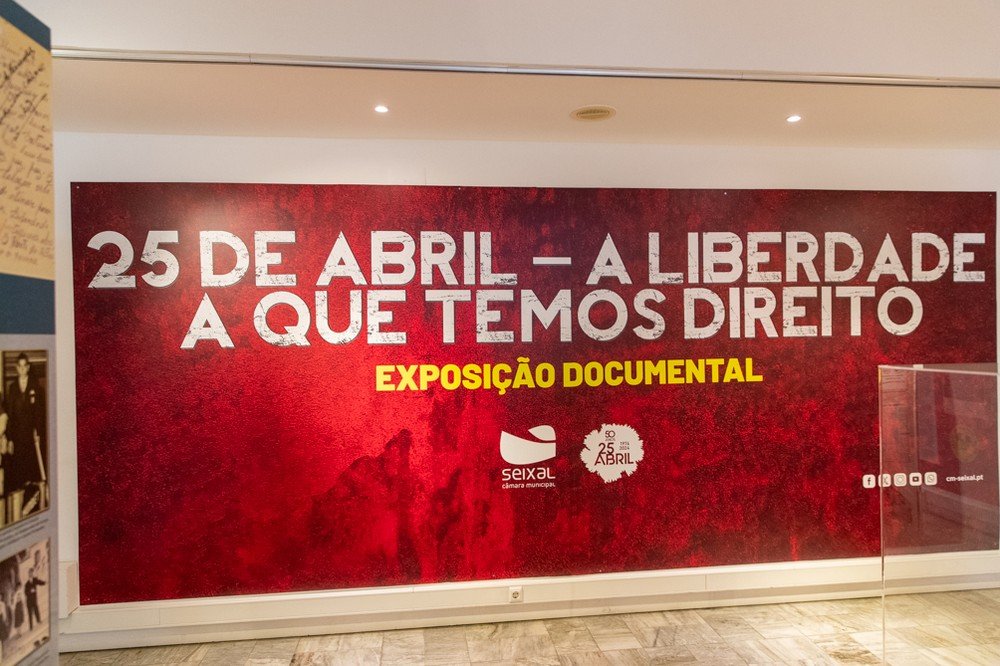 25 DE ABRIL – A LIBERDADE
A QUE TEMOS DIREITO
EXPOSIÇÃO DOCUMENTAL
seixal
câmara municipal
50
ANOS
1974
2024
25
ABRIL
cm-seixal.pt